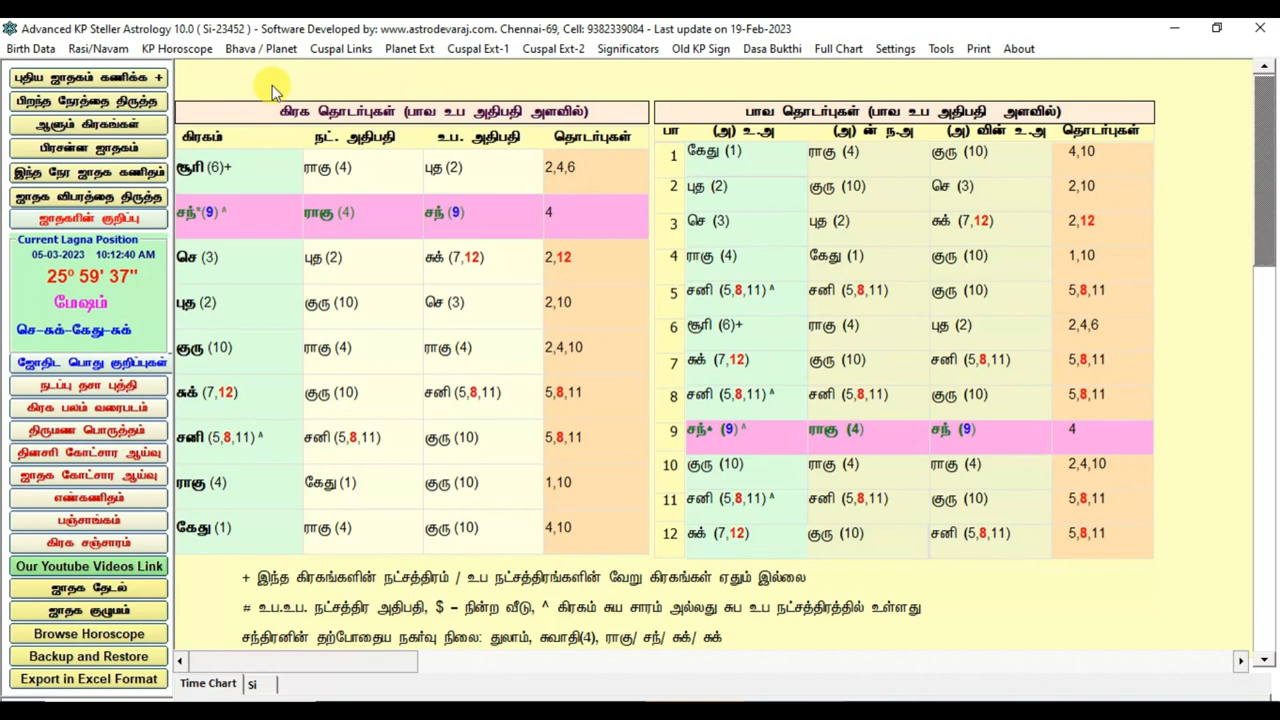 Advanced KP Steller Astrology 10.0 ( Si-23452 ) - Software Developed by: www.astrodevaraj.com. Chennai-69, Cell: 9382339084 - Last update on 19-Feb-2023
Birth Data Rasi/Navam KP Horoscope Bhava / Planet Cuspal Links Planet Ext Cuspal Ext-1 Cuspal Ext-2 Significators Old KP Sign Dasa Bukthi Full Chart Settings Tools Print About
புதிய ஜாதகம் கணிக்க +
பிறந்த நேரத்தை திருத்த
ஆளும் கிரகங்கள்
பிரசன்ன ஜாதகம்
இந்த நேர ஜாதக கணிதம்
ஜாதக விபரத்தை திருத்த
ஜாதகரின் குறிப்பு
Current Lagna Position
05-03-2023 10:12:40 AM
25º 59' 37"
மேஷம்
செ-சுக்-கேது-சுக்
ஜோதிட பொது குறிப்புகள்
நடப்பு தசா புத்தி
கிரக பலம் வரைபடம்
திருமண பொருத்தம்
தினசரி கோட்சார ஆய்வு
ஜாதக கோட்சார ஆய்வு
எண்கணிதம்
பஞ்சாங்கம்
கிரக சஞ்சாரம்
Our Youtube Videos Link
ஜாதக தேடல்
ஜாதக குழுமம்
Browse Horoscope
Backup and Restore
Export in Excel Format
கிரக தொடர்புகள் (பாவ உப அதிபதி அளவில்)
கிரகம் நட். அதிபதி உப. அதிபதி தொடர்புகள்
சூரி (6)+ ராகு (4) புத (2) 2,4,6
சந்*(9) ^ ராகு (4) சந் (9) 4
செ (3) புத (2) சுக் (7,12) 2,12
புத (2) குரு (10) செ (3) 2,10
குரு (10) ராகு (4) ராகு (4) 2,4,10
சுக் (7,12) குரு (10) சனி (5,8,11) 5,8,11
சனி (5,8,11) ^ சனி (5,8,11) குரு (10) 5,8,11
ராகு (4) கேது (1) குரு (10) 1,10
கேது (1) ராகு (4) குரு (10) 4,10
பாவ தொடர்புகள் (பாவ உப அதிபதி அளவில்)
பா (அ) உ.அ (அ) ன் ந.அ (அ) வின் உ.அ தொடர்புகள்
1 கேது (1) ராகு (4) குரு (10) 4,10
2 புத (2) குரு (10) செ (3) 2,10
3 செ (3) புத (2) சுக் (7,12) 2,12
4 ராகு (4) கேது (1) குரு (10) 1,10
5 சனி (5,8,11) ^ சனி (5,8,11) குரு (10) 5,8,11
6 சூரி (6)+ ராகு (4) புத (2) 2,4,6
7 சுக் (7,12) குரு (10) சனி (5,8,11) 5,8,11
8 சனி (5,8,11) ^ சனி (5,8,11) குரு (10) 5,8,11
9 சந்* (9) ^ ராகு (4) சந் (9) 4
10 குரு (10) ராகு (4) ராகு (4) 2,4,10
11 சனி (5,8,11) ^ சனி (5,8,11) குரு (10) 5,8,11
12 சுக் (7,12) குரு (10) சனி (5,8,11) 5,8,11
+ இந்த கிரகங்களின் நட்சத்திரம் / உப நட்சத்திரங்களின் வேறு கிரகங்கள் ஏதும் இல்லை
# உப.உப. நட்சத்திர அதிபதி, $ - நின்ற வீடு, ^ கிரகம் சுய சாரம் அல்லது சுப உப நட்சத்திரத்தில் உள்ளது
சந்திரனின் தற்போதைய நகர்வு நிலை: துலாம், சுவாதி(4), ராகு/ சந்/ சுக்/ சுக்
Time Chart Si